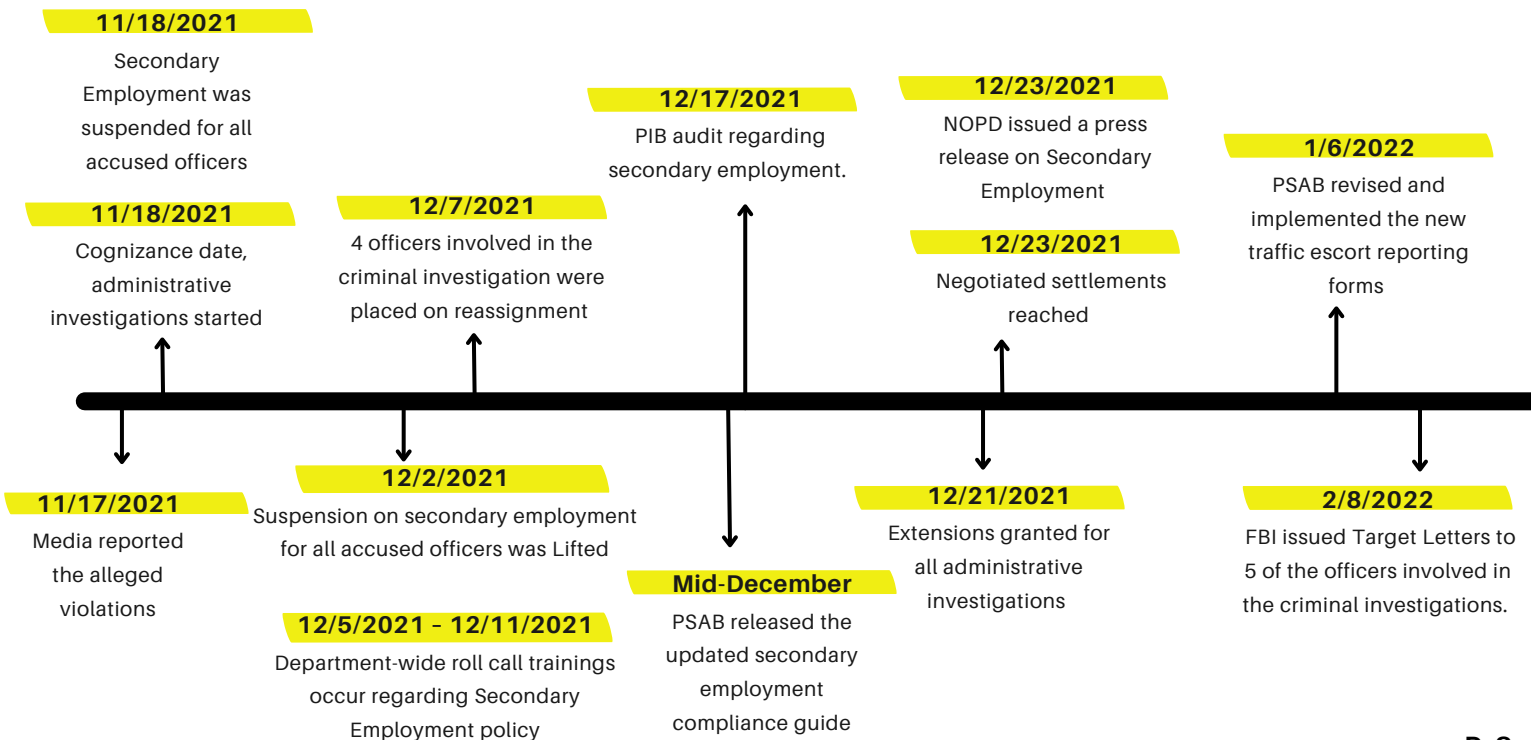 11/18/2021
Secondary
Employment was
suspended for all
accused officers
11/18/2021
Cognizance date,
administrative
investigations started
12/7/2021
4 officers involved in the
criminal investigation were
placed on reassignment
12/17/2021
PIB audit regarding
secondary employment.
12/23/2021
NOPD issued a press
release on Secondary
Employment
12/23/2021
Negotiated settlements
reached
1/6/2022
PSAB revised and
implemented the new
traffic escort reporting
forms
11/17/2021
Media reported
the alleged
violations
12/2/2021
Suspension on secondary employment
for all accused officers was Lifted
12/5/2021 – 12/11/2021
Department-wide roll call trainings
occur regarding Secondary
Employment policy
Mid-December
PSAB released the
updated secondary
employment
compliance guide
12/21/2021
Extensions granted for
all administrative
investigations
2/8/2022
FBI issued Target Letters to
5 of the officers involved in
the criminal investigations.